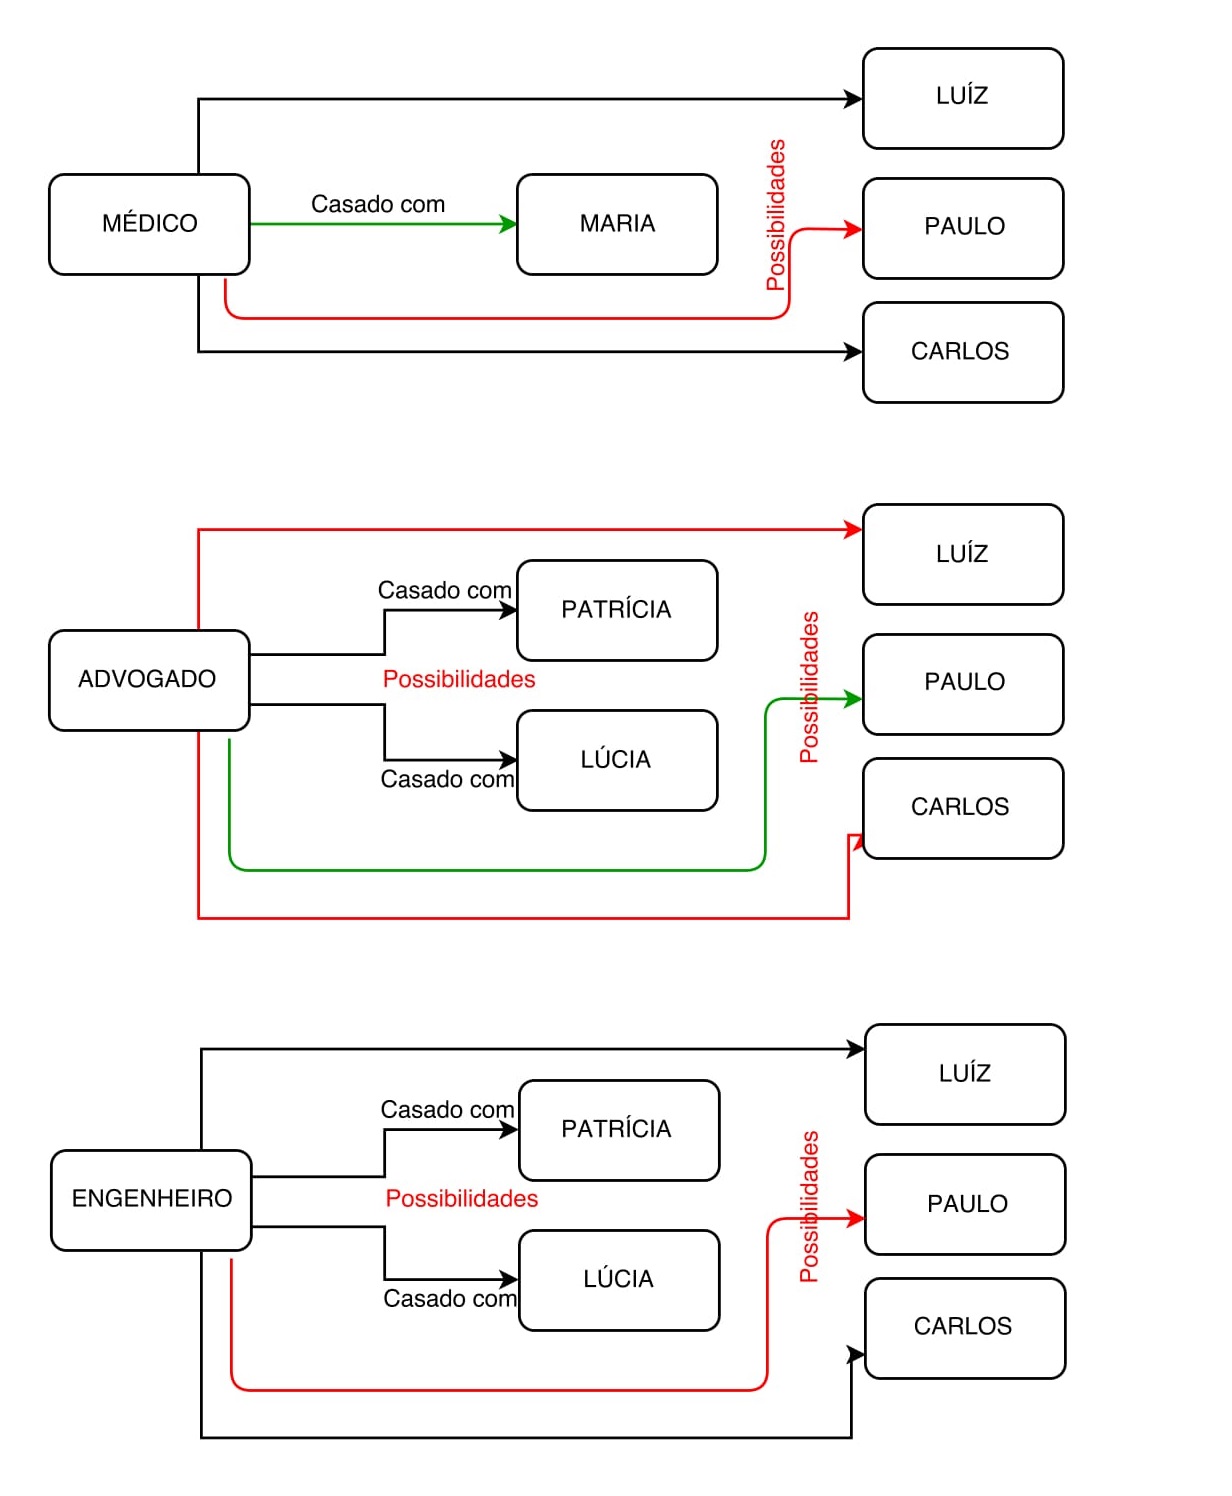 LUÍZ
MÉDICO
Casado com
MARIA
Possibilidades
PAULO
CARLOS
LUÍZ
ADVOGADO
Casado com
PATRÍCIA
Possibilidades
Casado com
LÚCIA
Possibilidades
PAULO
CARLOS
LUÍZ
ENGENHEIRO
Casado com
PATRÍCIA
Possibilidades
Casado com
LÚCIA
Possibilidades
PAULO
CARLOS